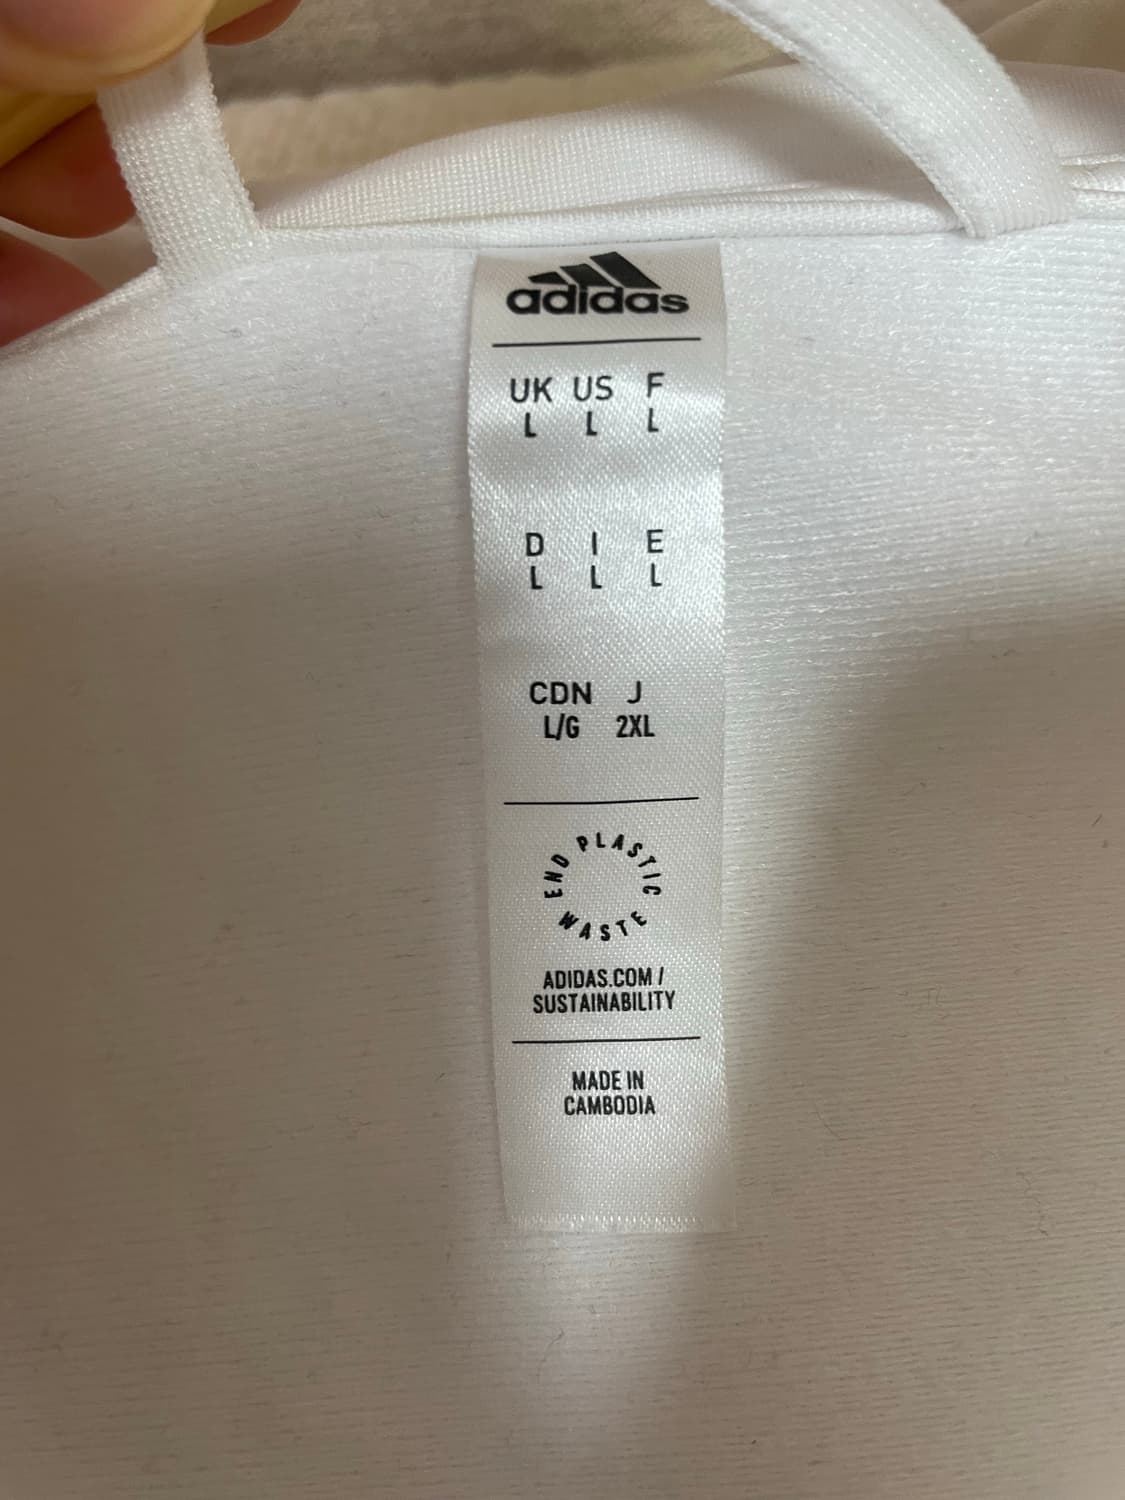 adidas
UK US F
L L L
D I E
L L L
CDN J
L/G 2XL
END PLASTIC WASTE
ADIDAS.COM /
SUSTAINABILITY
MADE IN
CAMBODIA